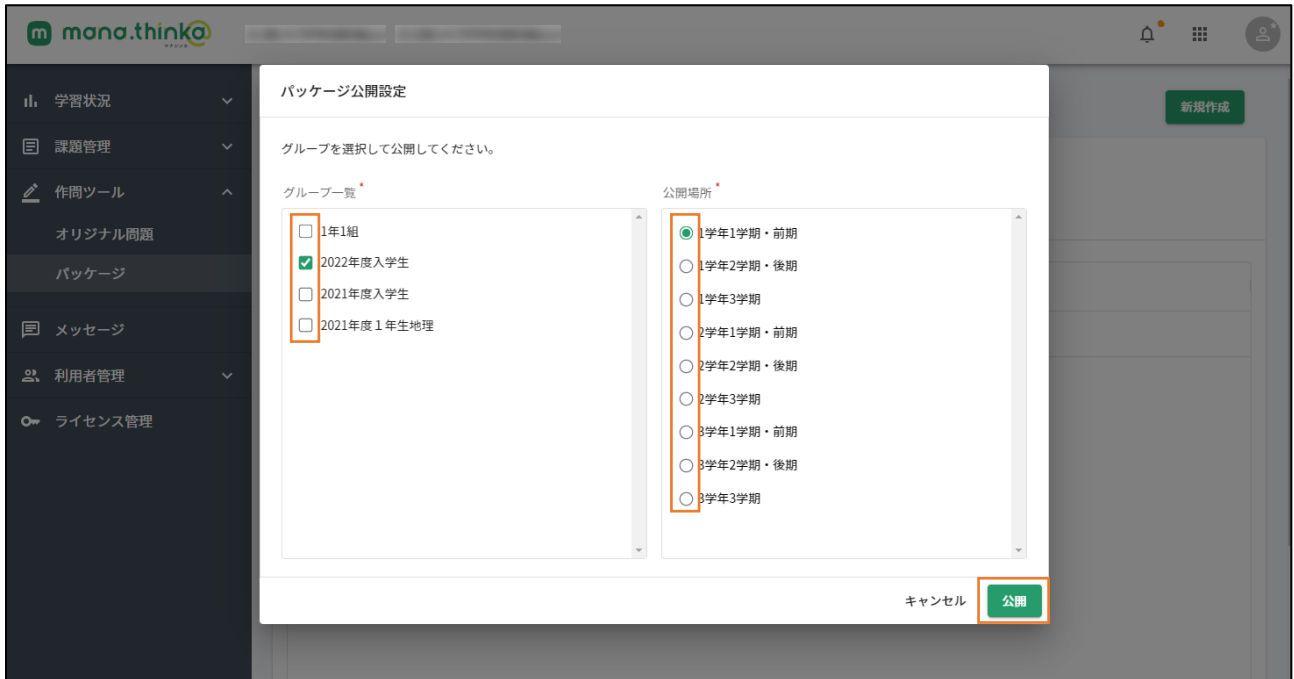 m mana.think@
マナシンカ
学習状況
課題管理
作問ツール
オリジナル問題
パッケージ
メッセージ
利用者管理
ライセンス管理
新規作成
パッケージ公開設定
グループを選択して公開してください。
グループ一覧*
1年1組
2022年度入学生
2021年度入学生
2021年度１年生地理
公開場所*
1学年1学期・前期
1学年2学期・後期
1学年3学期
2学年1学期・前期
2学年2学期・後期
2学年3学期
3学年1学期・前期
3学年2学期・後期
3学年3学期
キャンセル
公開